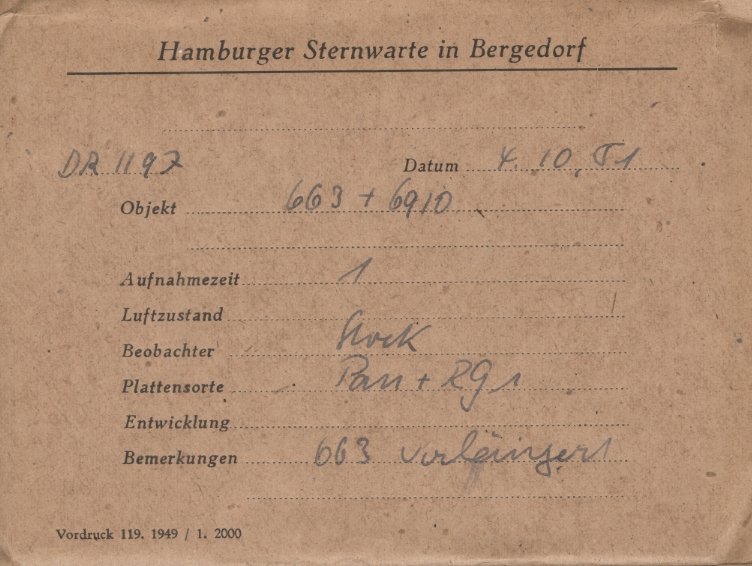 Hamburger Sternwarte in Bergedorf
DR 1197 Datum 4. 10. 51
Objekt 663 + 6910
Aufnahmezeit 1
Luftzustand
Beobachter Stock
Plattensorte Pan + RG1
Entwicklung
Bemerkungen 663 verlängert
Vordruck 119. 1949 / 1. 2000